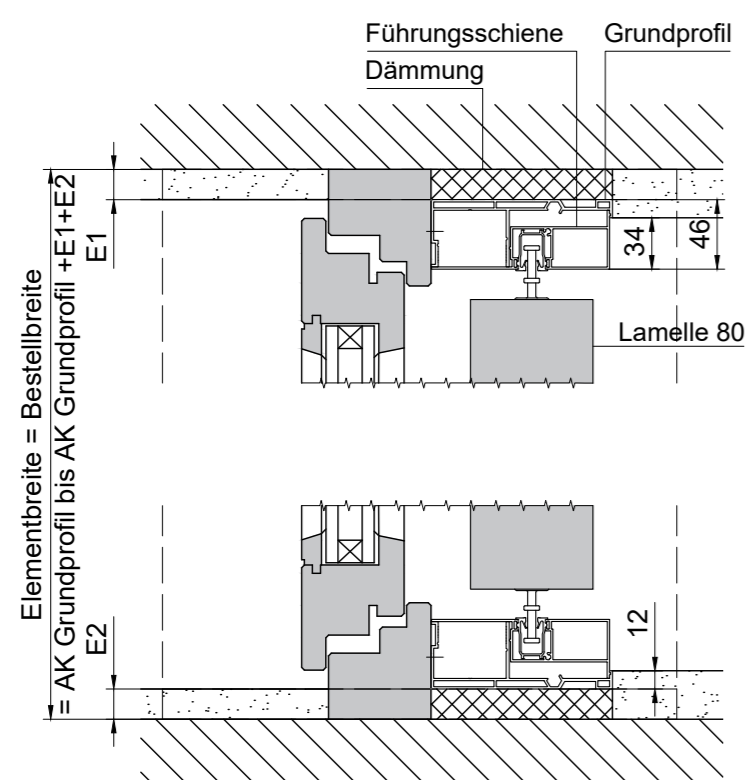 Führungsschiene
Grundprofil
Dämmung
E1
34
46
Lamelle 80
Elementbreite = Bestellbreite
= AK Grundprofil bis AK Grundprofil +E1+E2
12
E2